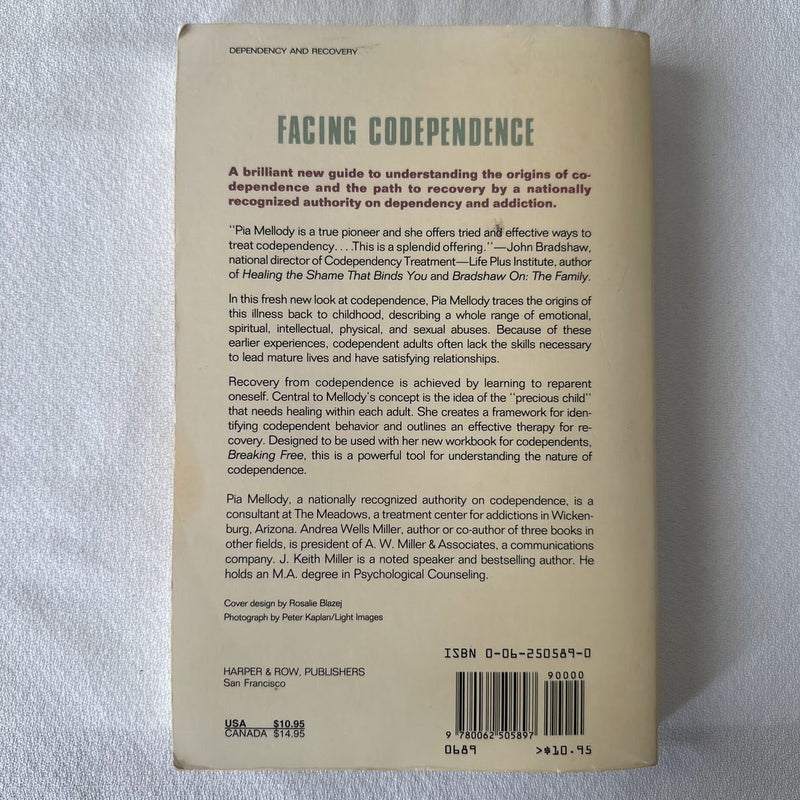 DEPENDENCY AND RECOVERY
FACING CODEPENDENCE
A brilliant new guide to understanding the origins of co-
dependence and the path to recovery by a nationally
recognized authority on dependency and addiction.
"Pia Mellody is a true pioneer and she offers tried and effective ways to
treat codependency. . . .This is a splendid offering."—John Bradshaw,
national director of Codependency Treatment—Life Plus Institute, author
of Healing the Shame That Binds You and Bradshaw On: The Family.
In this fresh new look at codependence, Pia Mellody traces the origins of
this illness back to childhood, describing a whole range of emotional,
spiritual, intellectual, physical, and sexual abuses. Because of these
earlier experiences, codependent adults often lack the skills necessary
to lead mature lives and have satisfying relationships.
Recovery from codependence is achieved by learning to reparent
oneself. Central to Mellody's concept is the idea of the "precious child"
that needs healing within each adult. She creates a framework for iden-
tifying codependent behavior and outlines an effective therapy for re-
covery. Designed to be used with her new workbook for codependents,
Breaking Free, this is a powerful tool for understanding the nature of
codependence.
Pia Mellody, a nationally recognized authority on codependence, is a
consultant at The Meadows, a treatment center for addictions in Wicken-
burg, Arizona. Andrea Wells Miller, author or co-author of three books in
other fields, is president of A. W. Miller & Associates, a communications
company. J. Keith Miller is a noted speaker and bestselling author. He
holds an M.A. degree in Psychological Counseling.
Cover design by Rosalie Blazej
Photograph by Peter Kaplan/Light Images
ISBN 0-06-250589-0
HARPER & ROW, PUBLISHERS
San Francisco
90000
USA $10.95
CANADA $14.95
9 780062 505897
0689 >$10.95